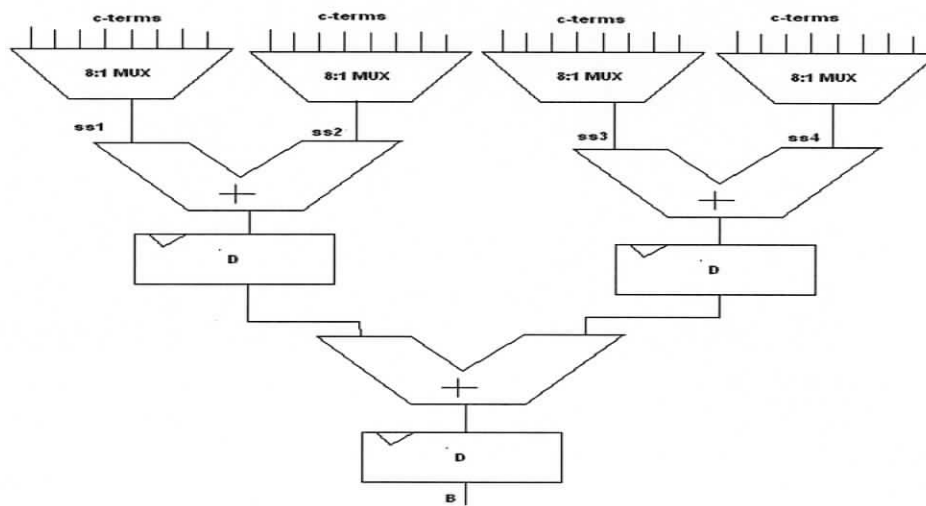 c-terms c-terms c-terms c-terms
8:1 MUX 8:1 MUX 8:1 MUX 8:1 MUX
ss1 ss2 ss3 ss4
+ +
D D
+
D
B